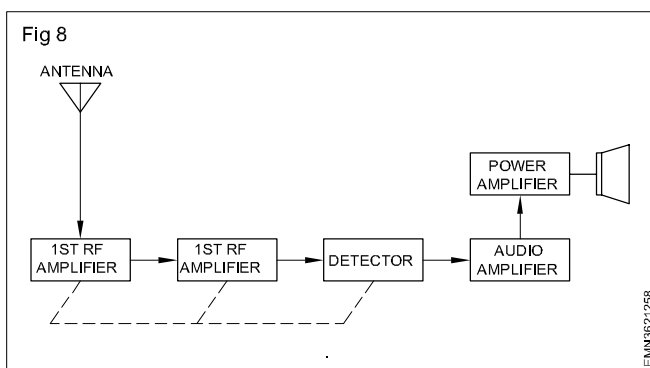 Fig 8
ANTENNA
1ST RF
AMPLIFIER
1ST RF
AMPLIFIER
DETECTOR
AUDIO
AMPLIFIER
POWER
AMPLIFIER
EMN3621258